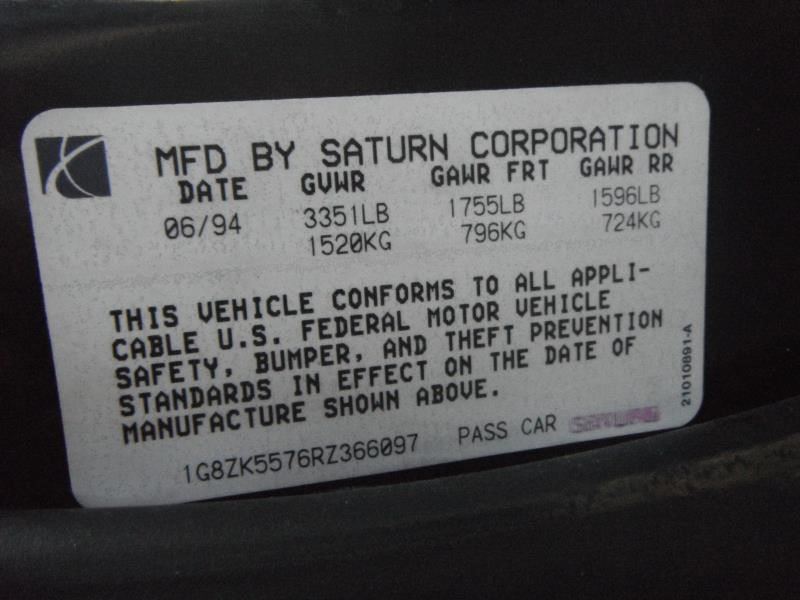 MFD BY SATURN CORPORATION
DATE GVWR GAWR FRT GAWR RR
06/94 3351LB 1755LB 1596LB
1520KG 796KG 724KG
THIS VEHICLE CONFORMS TO ALL APPLI-
CABLE U.S. FEDERAL MOTOR VEHICLE
SAFETY, BUMPER, AND THEFT PREVENTION
STANDARDS IN EFFECT ON THE DATE OF
MANUFACTURE SHOWN ABOVE.
1G8ZK5576RZ366097 PASS CAR
21010891-A